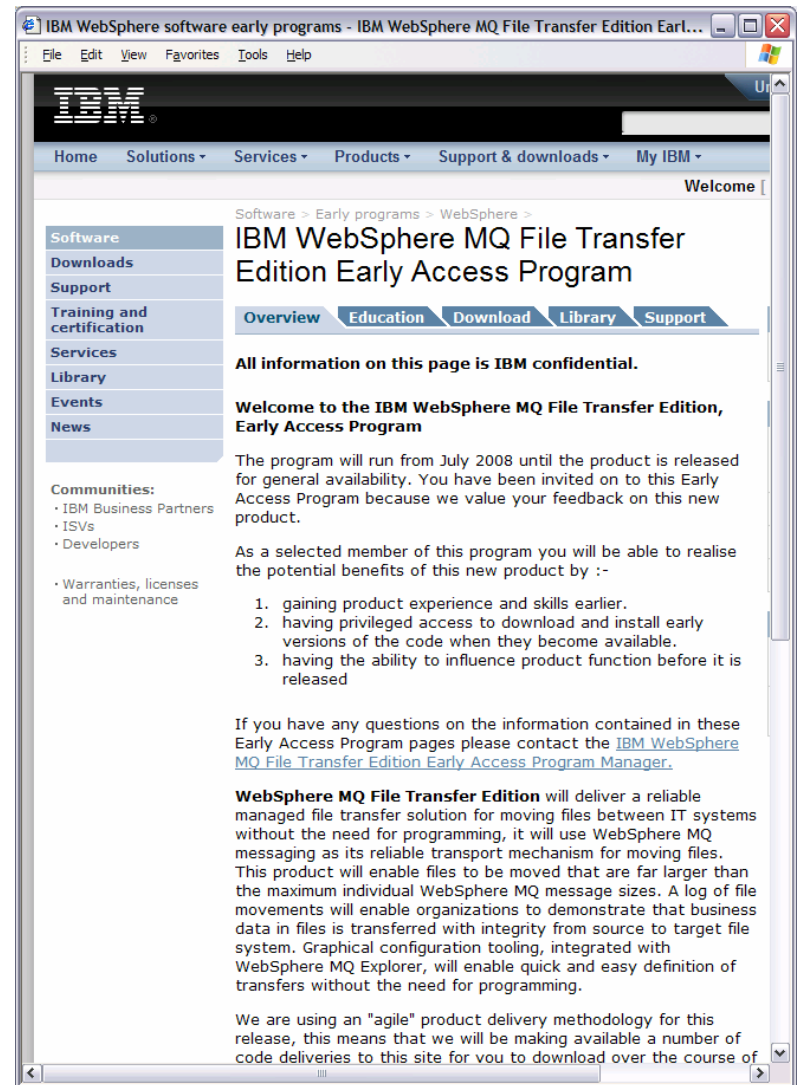 IBM WebSphere software early programs - IBM WebSphere MQ File Transfer Edition Earl...
File Edit View Favorites Tools Help
IBM®
Home Solutions Services Products Support & downloads My IBM
Welcome [
Software > Early programs > WebSphere >
IBM WebSphere MQ File Transfer
Edition Early Access Program
Software
Downloads
Support
Training and
certification
Services
Library
Events
News
Communities:
· IBM Business Partners
· ISVs
· Developers
· Warranties, licenses
and maintenance
Overview Education Download Library Support
All information on this page is IBM confidential.
Welcome to the IBM WebSphere MQ File Transfer Edition,
Early Access Program
The program will run from July 2008 until the product is released
for general availability. You have been invited on to this Early
Access Program because we value your feedback on this new
product.
As a selected member of this program you will be able to realise
the potential benefits of this new product by :-
1. gaining product experience and skills earlier.
2. having privileged access to download and install early
versions of the code when they become available.
3. having the ability to influence product function before it is
released
If you have any questions on the information contained in these
Early Access Program pages please contact the IBM WebSphere
MQ File Transfer Edition Early Access Program Manager.
WebSphere MQ File Transfer Edition will deliver a reliable
managed file transfer solution for moving files between IT systems
without the need for programming, it will use WebSphere MQ
messaging as its reliable transport mechanism for moving files.
This product will enable files to be moved that are far larger than
the maximum individual WebSphere MQ message sizes. A log of file
movements will enable organizations to demonstrate that business
data in files is transferred with integrity from source to target file
system. Graphical configuration tooling, integrated with
WebSphere MQ Explorer, will enable quick and easy definition of
transfers without the need for programming.
We are using an "agile" product delivery methodology for this
release, this means that we will be making available a number of
code deliveries to this site for you to download over the course of